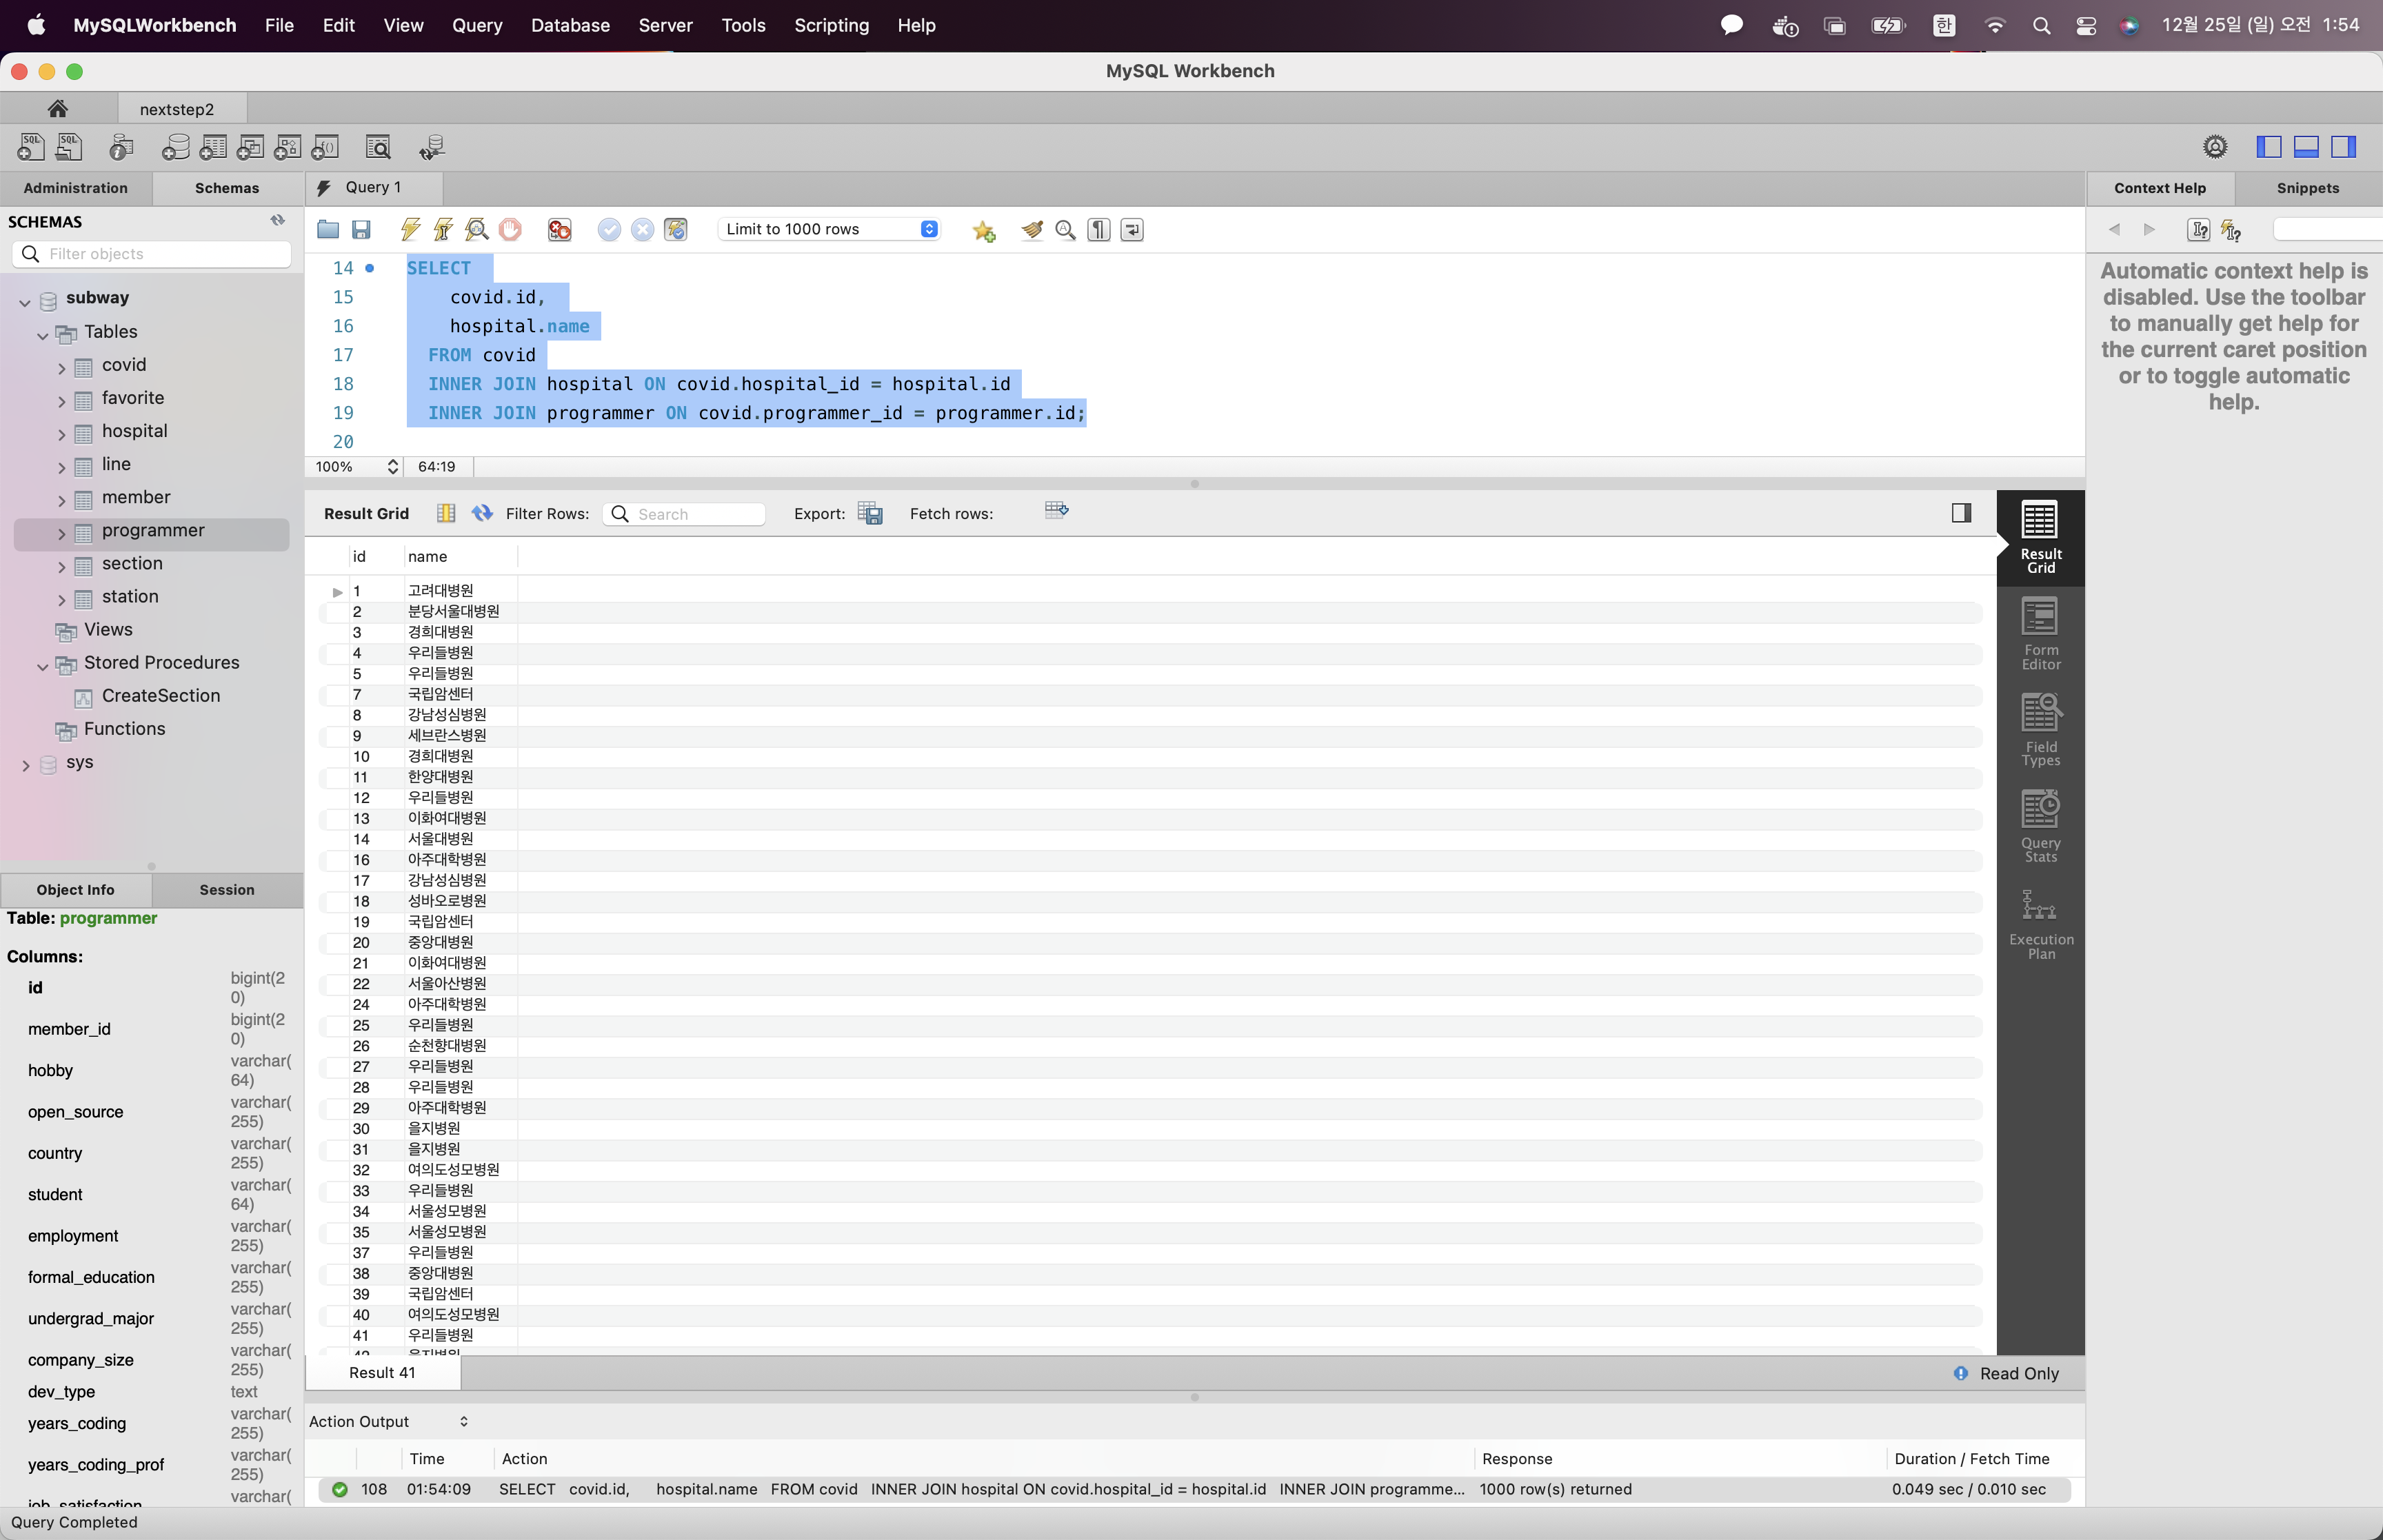 MySQLWorkbench File Edit View Query Database Server Tools Scripting Help 한 12월 25일 (일) 오전 1:54
MySQL Workbench
nextstep2
Administration Schemas
Query 1
Context Help Snippets
SCHEMAS
Filter objects
subway
Tables
covid
favorite
hospital
line
member
programmer
section
station
Views
Stored Procedures
CreateSection
Functions
sys
Limit to 1000 rows
14 SELECT
15 covid.id,
16 hospital.name
17 FROM covid
18 INNER JOIN hospital ON covid.hospital_id = hospital.id
19 INNER JOIN programmer ON covid.programmer_id = programmer.id;
20
100% 64:19
Automatic context help is
disabled. Use the toolbar
to manually get help for
the current caret position
or to toggle automatic
help.
Result Grid Filter Rows: Search Export: Fetch rows:
id name
1 고려대병원
2 분당서울대병원
3 경희대병원
4 우리들병원
5 우리들병원
7 국립암센터
8 강남성심병원
9 세브란스병원
10 경희대병원
11 한양대병원
12 우리들병원
13 이화여대병원
14 서울대병원
16 아주대학병원
17 강남성심병원
18 성바오로병원
19 국립암센터
20 중앙대병원
21 이화여대병원
22 서울아산병원
24 아주대학병원
25 우리들병원
26 순천향대병원
27 우리들병원
28 우리들병원
29 아주대학병원
30 을지병원
31 을지병원
32 여의도성모병원
33 우리들병원
34 서울성모병원
35 서울성모병원
37 우리들병원
38 중앙대병원
39 국립암센터
40 여의도성모병원
41 우리들병원
Result
Grid
Form
Editor
Field
Types
Query
Stats
Execution
Plan
Object Info Session
Table: programmer
Columns:
id bigint(2
0)
member_id bigint(2
0)
hobby varchar(
64)
open_source varchar(
255)
country varchar(
255)
student varchar(
64)
employment varchar(
255)
formal_education varchar(
255)
undergrad_major varchar(
255)
company_size varchar(
255)
dev_type text
years_coding varchar(
255)
years_coding_prof varchar(
255)
job_satisfaction varchar(
Result 41 Read Only
Action Output
Time Action Response Duration / Fetch Time
108 01:54:09 SELECT covid.id, hospital.name FROM covid INNER JOIN hospital ON covid.hospital_id = hospital.id INNER JOIN programme... 1000 row(s) returned 0.049 sec / 0.010 sec
Query Completed